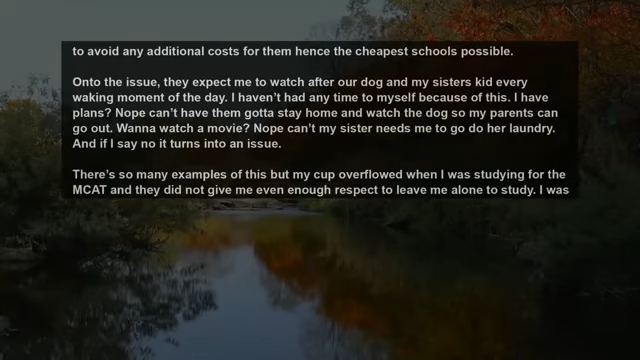 to avoid any additional costs for them hence the cheapest schools possible.
Onto the issue, they expect me to watch after our dog and my sisters kid every
waking moment of the day. I haven't had any time to myself because of this. I have
plans? Nope can't have them gotta stay home and watch the dog so my parents can
go out. Wanna watch a movie? Nope can't my sister needs me to go do her laundry.
And if I say no it turns into an issue.
There's so many examples of this but my cup overflowed when I was studying for the
MCAT and they did not give me even enough respect to leave me alone to study. I was